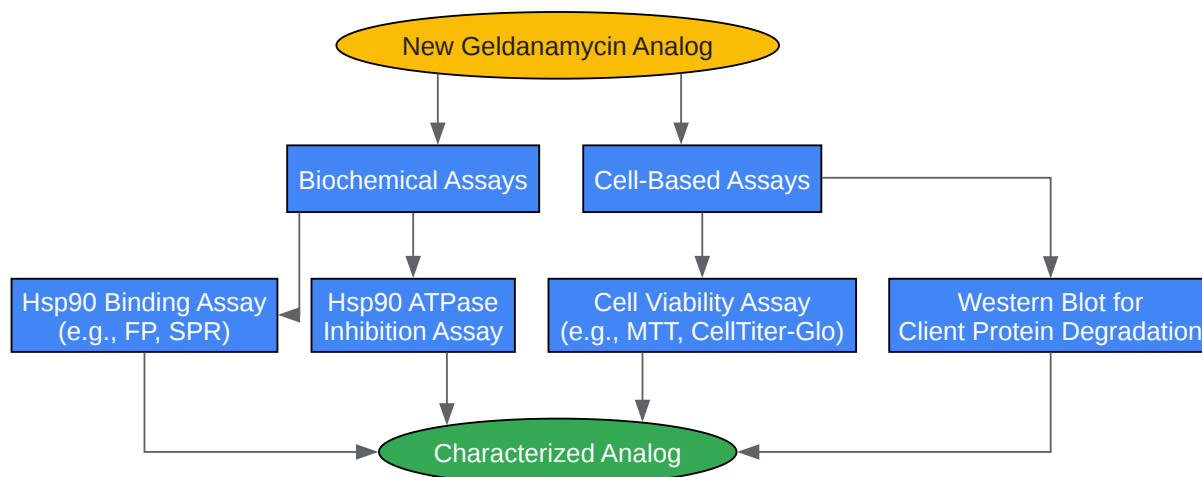 New Geldanamycin Analog
Biochemical Assays
Cell-Based Assays
Hsp90 Binding Assay
(e.g., FP, SPR)
Hsp90 ATPase
Inhibition Assay
Cell Viability Assay
(e.g., MTT, CellTiter-Glo)
Western Blot for
Client Protein Degradation
Characterized Analog